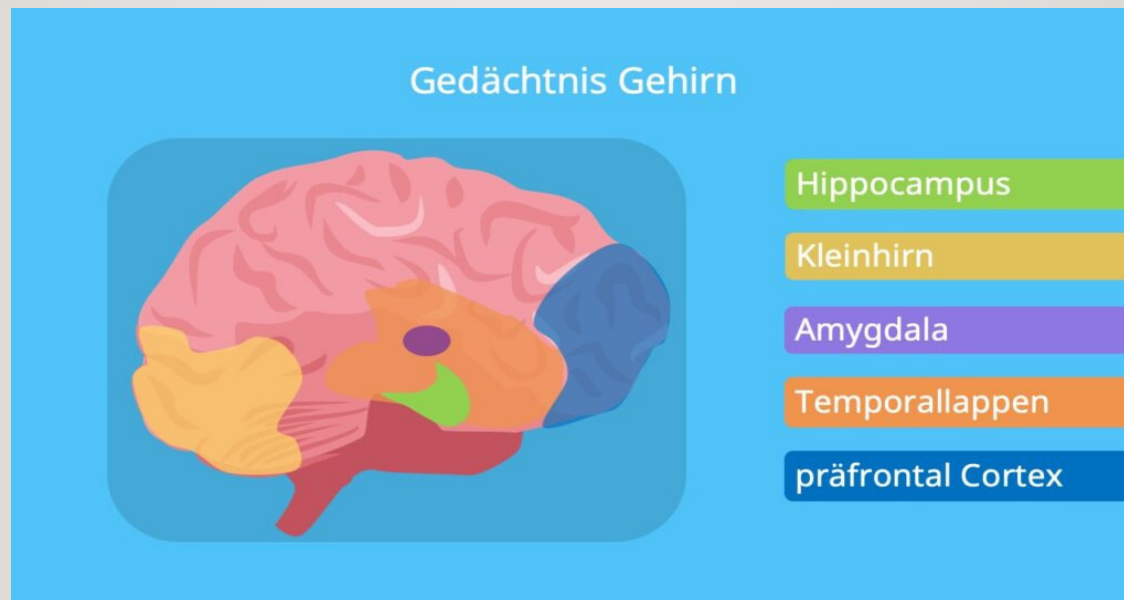 Gedächtnis Gehirn
Hippocampus
Kleinhirn
Amygdala
Temporallappen
präfrontal Cortex